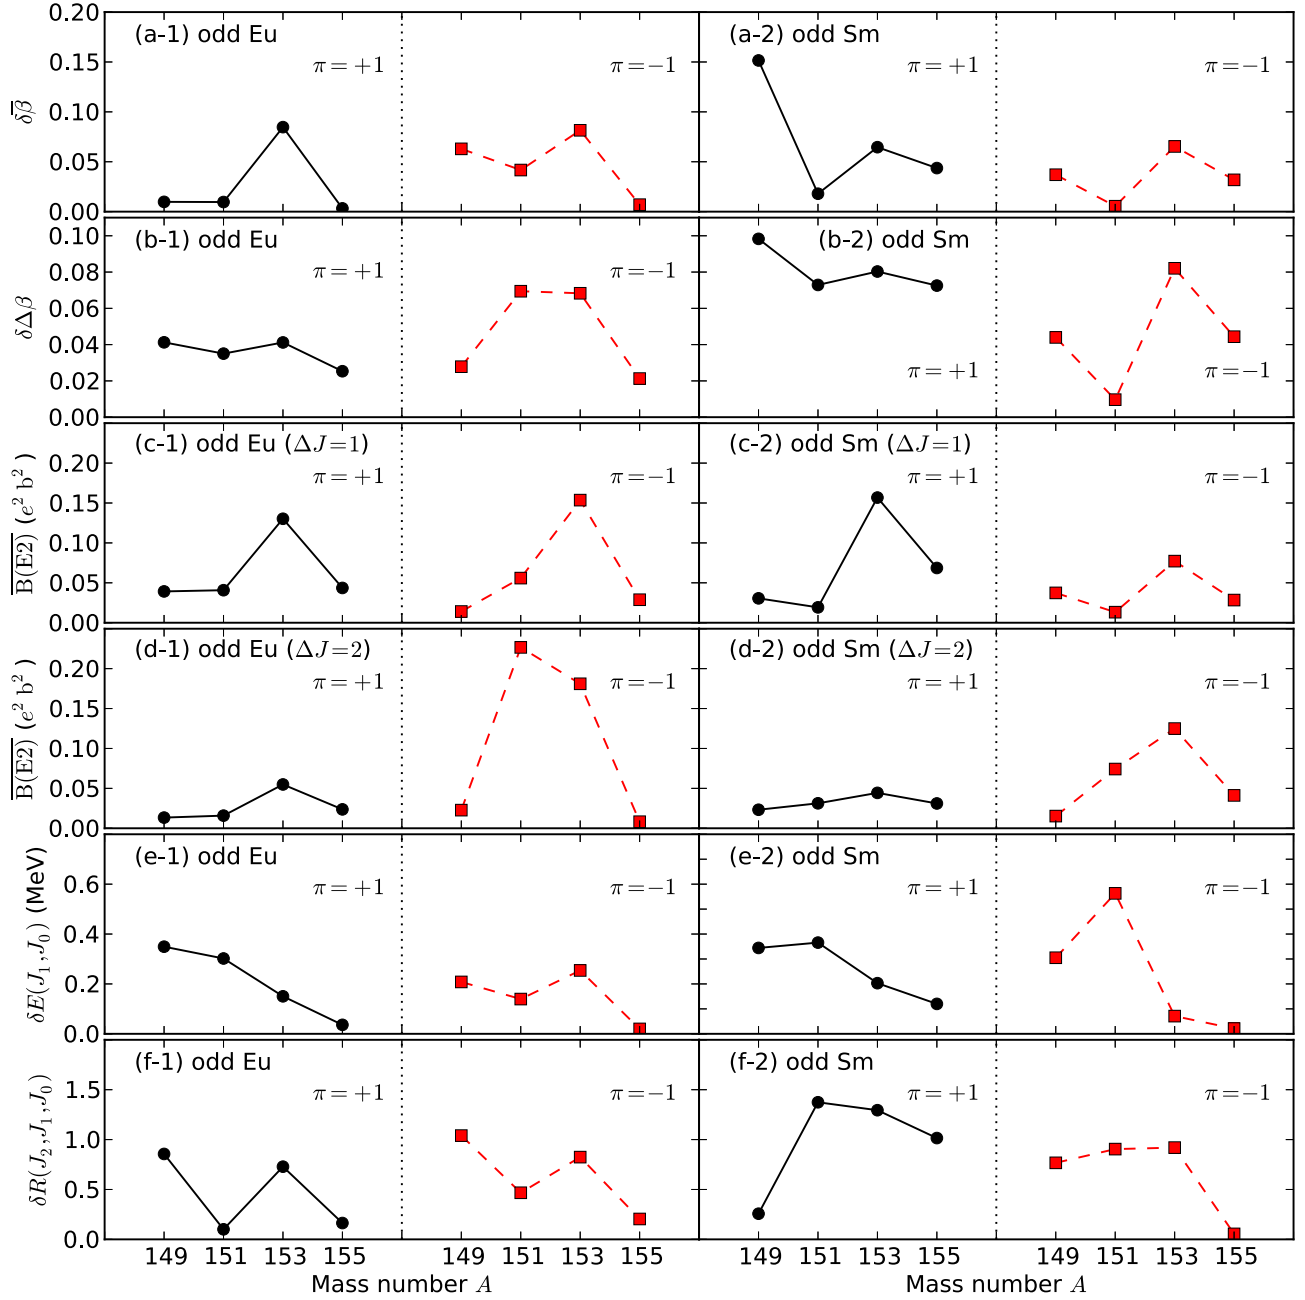 (a-1) odd Eu
π = +1
π = −1
(a-2) odd Sm
π = +1
π = −1
0.20
0.15
0.10
0.05
0.00
δβ̅
(b-1) odd Eu
π = +1
π = −1
(b-2) odd Sm
π = +1
π = −1
0.10
0.08
0.06
0.04
0.02
0.00
δΔβ
(c-1) odd Eu (ΔJ=1)
π = +1
π = −1
(c-2) odd Sm (ΔJ=1)
π = +1
π = −1
0.20
0.15
0.10
0.05
0.00
B(E2) (e² b²)
(d-1) odd Eu (ΔJ=2)
π = +1
π = −1
(d-2) odd Sm (ΔJ=2)
π = +1
π = −1
0.20
0.15
0.10
0.05
0.00
B(E2) (e² b²)
(e-1) odd Eu
π = +1
π = −1
(e-2) odd Sm
π = +1
π = −1
0.6
0.4
0.2
0.0
δE(J₁,J₀) (MeV)
(f-1) odd Eu
π = +1
π = −1
(f-2) odd Sm
π = +1
π = −1
1.5
1.0
0.5
0.0
δR(J₂,J₁,J₀)
149 151 153 155 149 151 153 155 149 151 153 155 149 151 153 155
Mass number A Mass number A